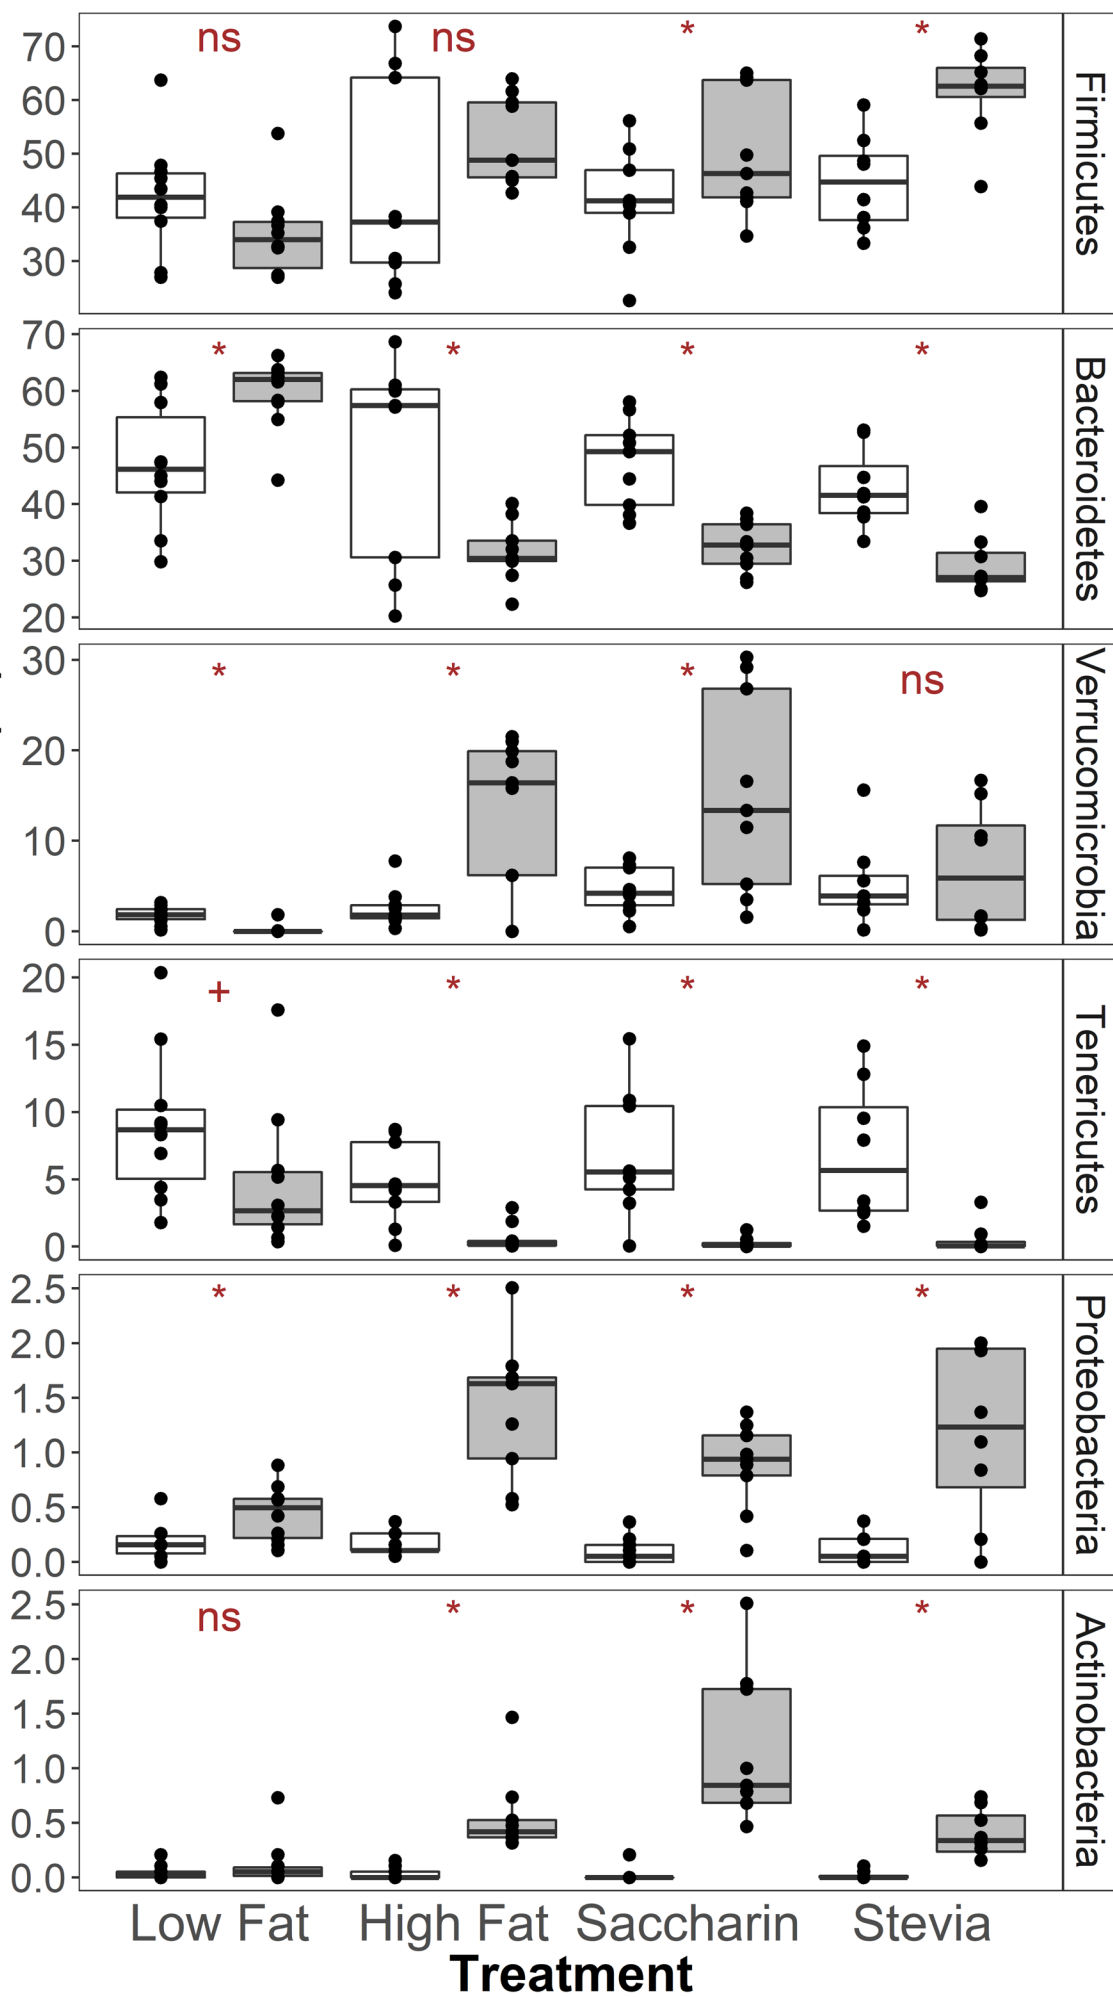 ns ns * *
70
60
50
40
30
Firmicutes
* * * *
70
60
50
40
30
20
Bacteroidetes
* * * ns
30
20
10
0
Verrucomicrobia
+ * * *
20
15
10
5
0
Tenericutes
* * * *
2.5
2.0
1.5
1.0
0.5
0.0
Proteobacteria
ns * * *
2.5
2.0
1.5
1.0
0.5
0.0
Actinobacteria
Low Fat High Fat Saccharin Stevia
Treatment